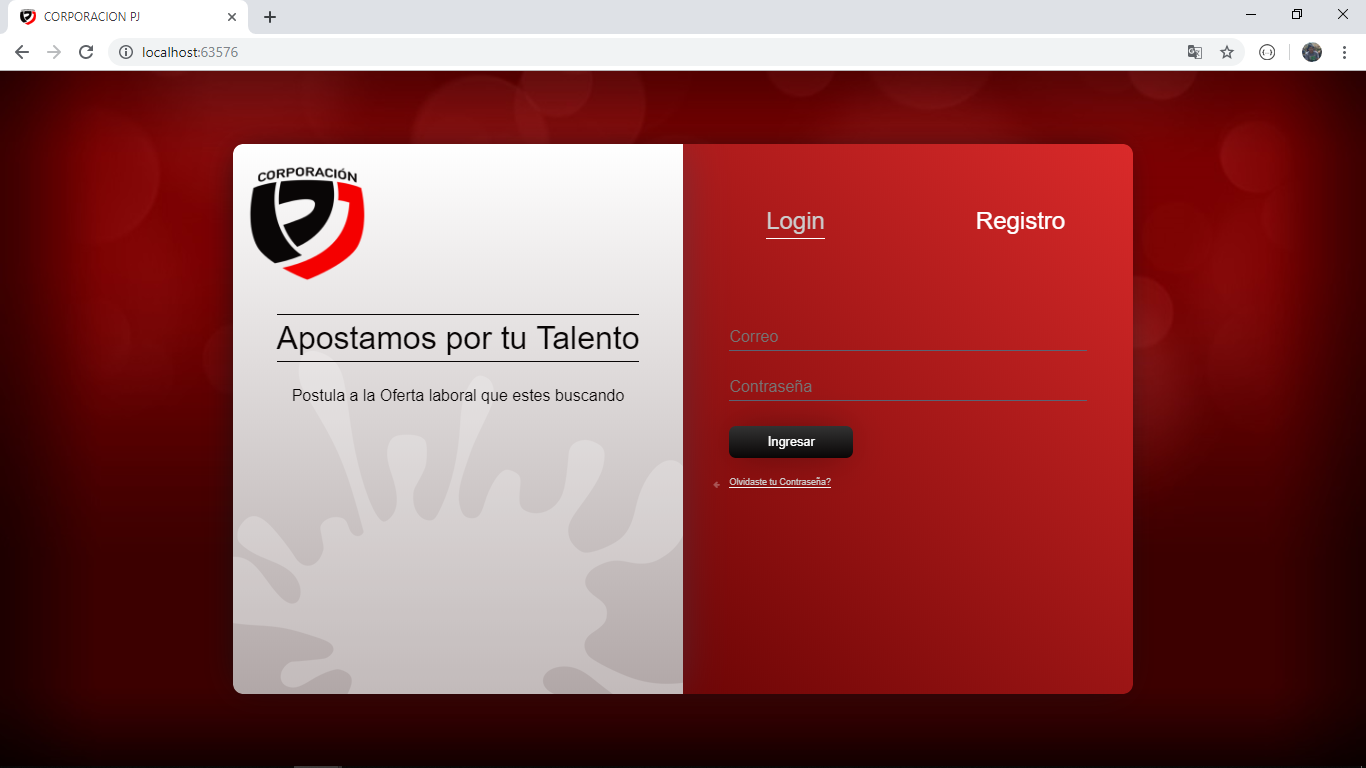 CORPORACION PJ
localhost:63576
CORPORACIÓN
PJ
Login
Registro
Apostamos por tu Talento
Postula a la Oferta laboral que estes buscando
Correo
Contraseña
Ingresar
Olvidaste tu Contraseña?